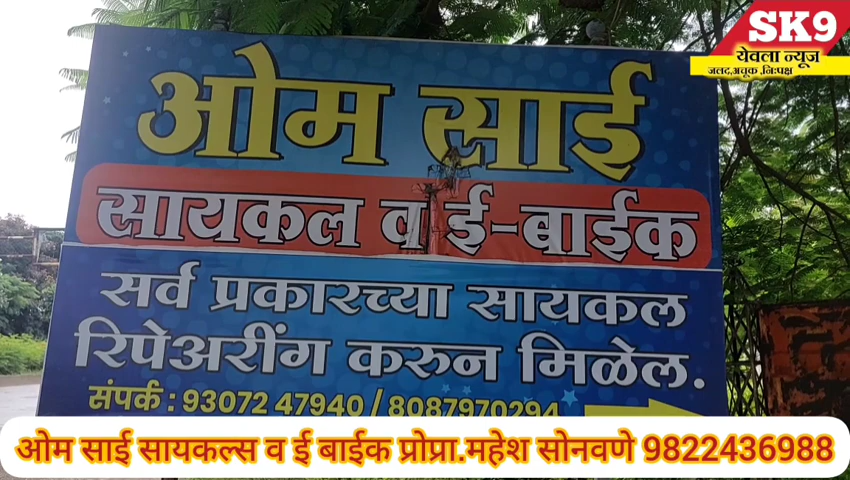 SK9
येवला न्यूज
जलद,अचूक ,निःपक्ष
ओम साई
सायकल व ई-बाईक
सर्व प्रकारच्या सायकल
रिपेअरींग करुन मिळेल.
संपर्क : 93072 47940 / 8087970294
ओम साई सायकल्स व ई बाईक प्रोप्रा.महेश सोनवणे 9822436988